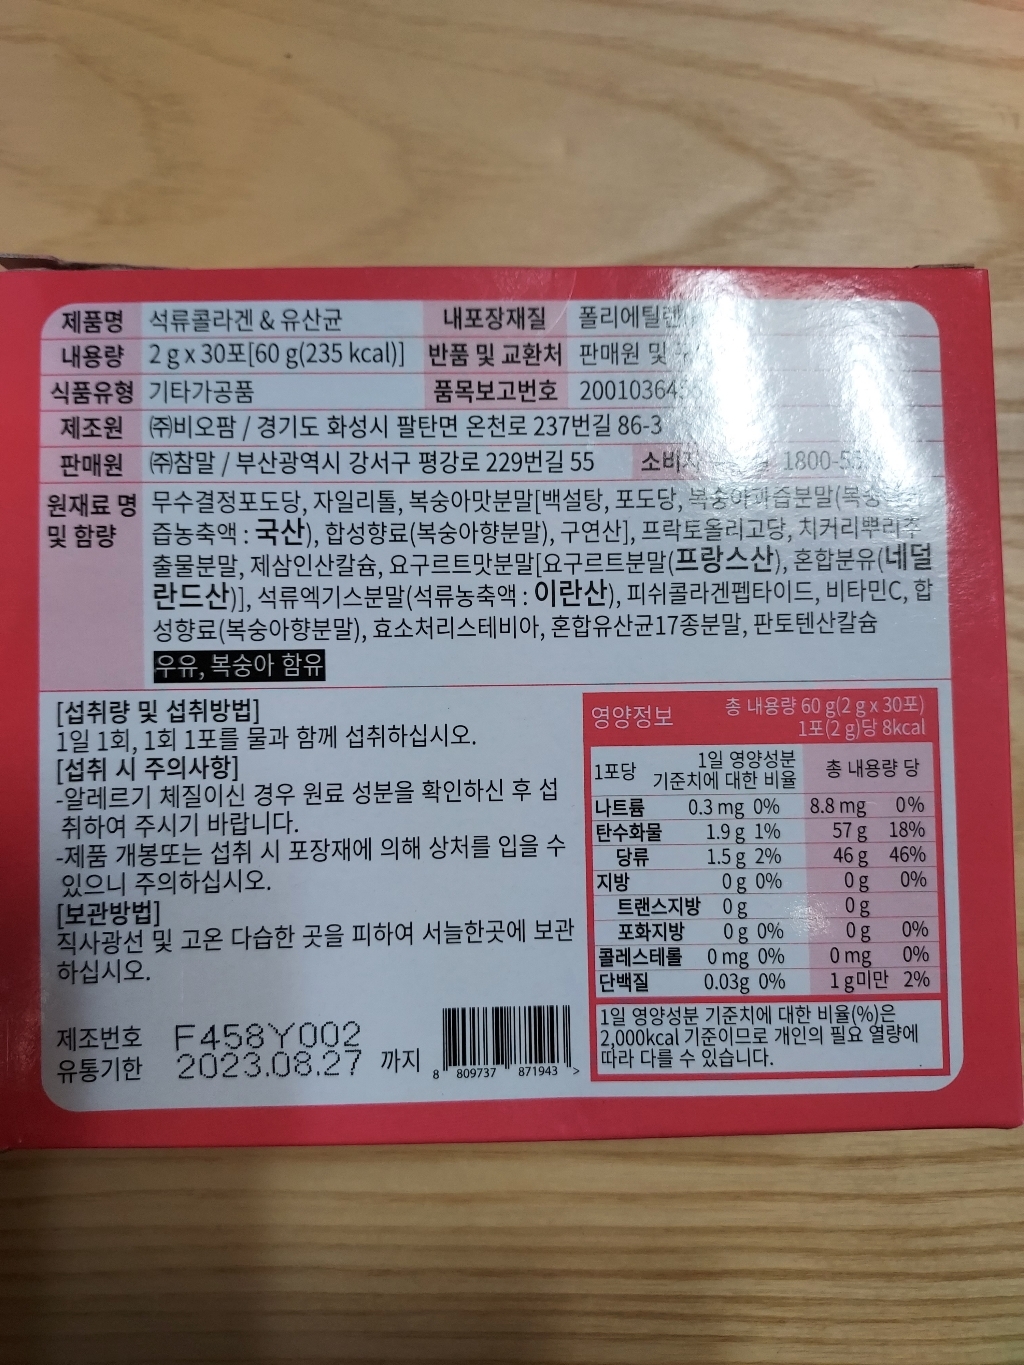 제품명 석류콜라겐 & 유산균 내포장재질 폴리에틸렌
내용량 2 g x 30포[60 g(235 kcal)] 반품 및 교환처 판매원 및
식품유형 기타가공품 품목보고번호 20010364
제조원 ㈜비오팜 / 경기도 화성시 팔탄면 온천로 237번길 86-3
판매원 ㈜참말 / 부산광역시 강서구 평강로 229번길 55 소비자 1800-
원재료 명 및 함량
무수결정포도당, 자일리톨, 복숭아맛분말[백설탕, 포도당, 복숭아과즙분말(복숭아과
즙농축액 : 국산), 합성향료(복숭아향분말), 구연산], 프락토올리고당, 치커리뿌리추
출물분말, 제삼인산칼슘, 요구르트맛분말[요구르트분말(프랑스산), 혼합분유(네덜
란드산)], 석류엑기스분말(석류농축액 : 이란산), 피쉬콜라겐펩타이드, 비타민C, 합
성향료(복숭아향분말), 효소처리스테비아, 혼합유산균17종분말, 판토텐산칼슘
우유, 복숭아 함유
[섭취량 및 섭취방법]
1일 1회, 1회 1포를 물과 함께 섭취하십시오.
[섭취 시 주의사항]
-알레르기 체질이신 경우 원료 성분을 확인하신 후 섭
취하여 주시기 바랍니다.
-제품 개봉또는 섭취 시 포장재에 의해 상처를 입을 수
있으니 주의하십시오.
[보관방법]
직사광선 및 고온 다습한 곳을 피하여 서늘한곳에 보관
하십시오.
제조번호 F458Y002
유통기한 2023.08.27 까지
8 809737 871943 >
영양정보 총 내용량 60 g(2 g x 30포)
1포(2 g)당 8kcal
1포당 1일 영양성분 기준치에 대한 비율 총 내용량 당
나트륨 0.3 mg 0% 8.8 mg 0%
탄수화물 1.9 g 1% 57 g 18%
당류 1.5 g 2% 46 g 46%
지방 0 g 0% 0 g 0%
트랜스지방 0 g 0 g
포화지방 0 g 0% 0 g 0%
콜레스테롤 0 mg 0% 0 mg 0%
단백질 0.03g 0% 1 g미만 2%
1일 영양성분 기준치에 대한 비율(%)은
2,000kcal 기준이므로 개인의 필요 열량에
따라 다를 수 있습니다.